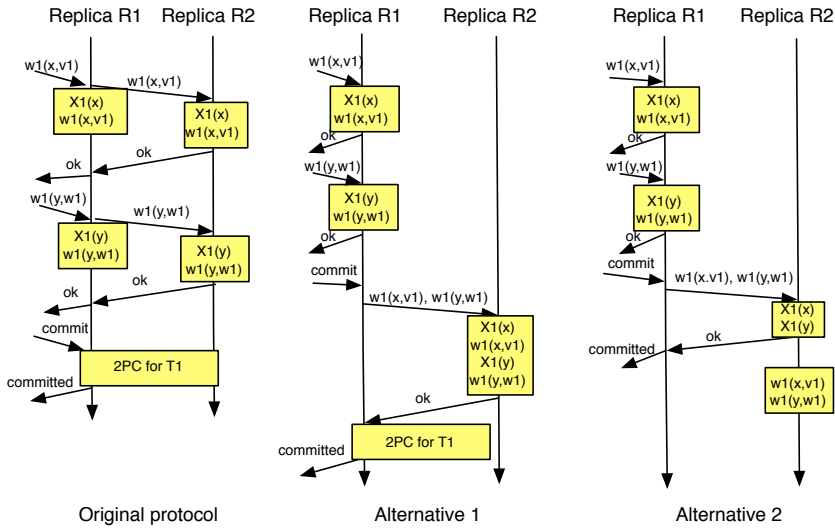 Replica R1
Replica R2
w1(x,v1)
w1(x,v1)
X1(x)
w1(x,v1)
X1(x)
w1(x,v1)
ok
ok
w1(y,w1)
w1(y,w1)
X1(y)
w1(y,w1)
X1(y)
w1(y,w1)
ok
ok
commit
2PC for T1
committed
Original protocol
Replica R1
Replica R2
w1(x,v1)
X1(x)
w1(x,v1)
ok
w1(y,w1)
X1(y)
w1(y,w1)
ok
commit
w1(x,v1), w1(y,w1)
X1(x)
w1(x,v1)
X1(y)
w1(y,w1)
ok
2PC for T1
committed
Alternative 1
Replica R1
Replica R2
w1(x,v1)
X1(x)
w1(x,v1)
ok
w1(y,w1)
X1(y)
w1(y,w1)
ok
commit
w1(x.v1), w1(y,w1)
X1(x)
X1(y)
ok
committed
w1(x,v1)
w1(y,w1)
Alternative 2